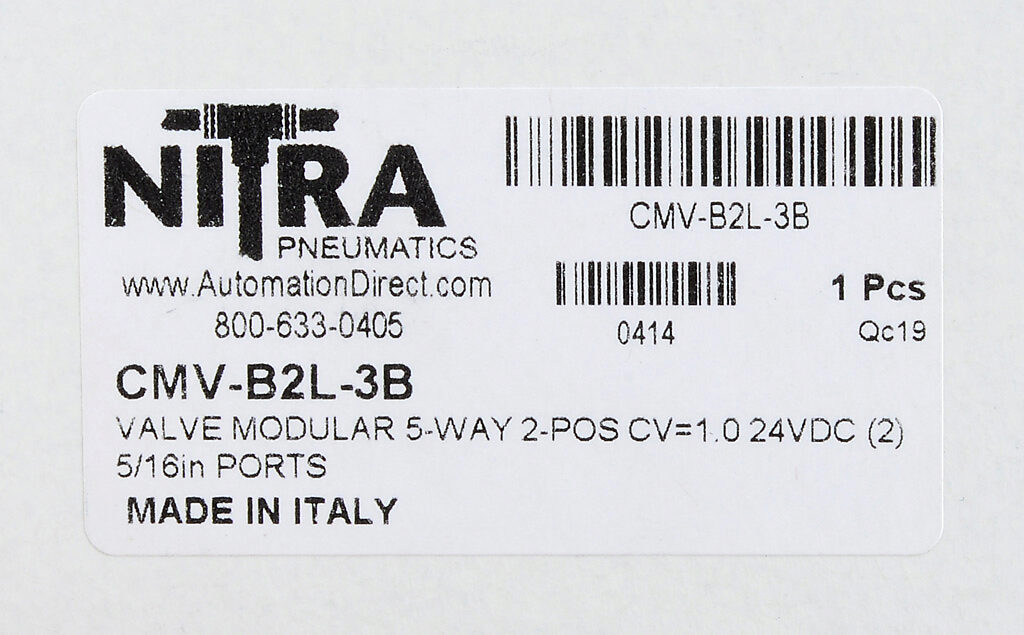 NITRA
PNEUMATICS
www.AutomationDirect.com
800-633-0405
CMV-B2L-3B
0414
1 Pcs
Qc19
CMV-B2L-3B
VALVE MODULAR 5-WAY 2-POS CV=1.0 24VDC (2)
5/16in PORTS
MADE IN ITALY